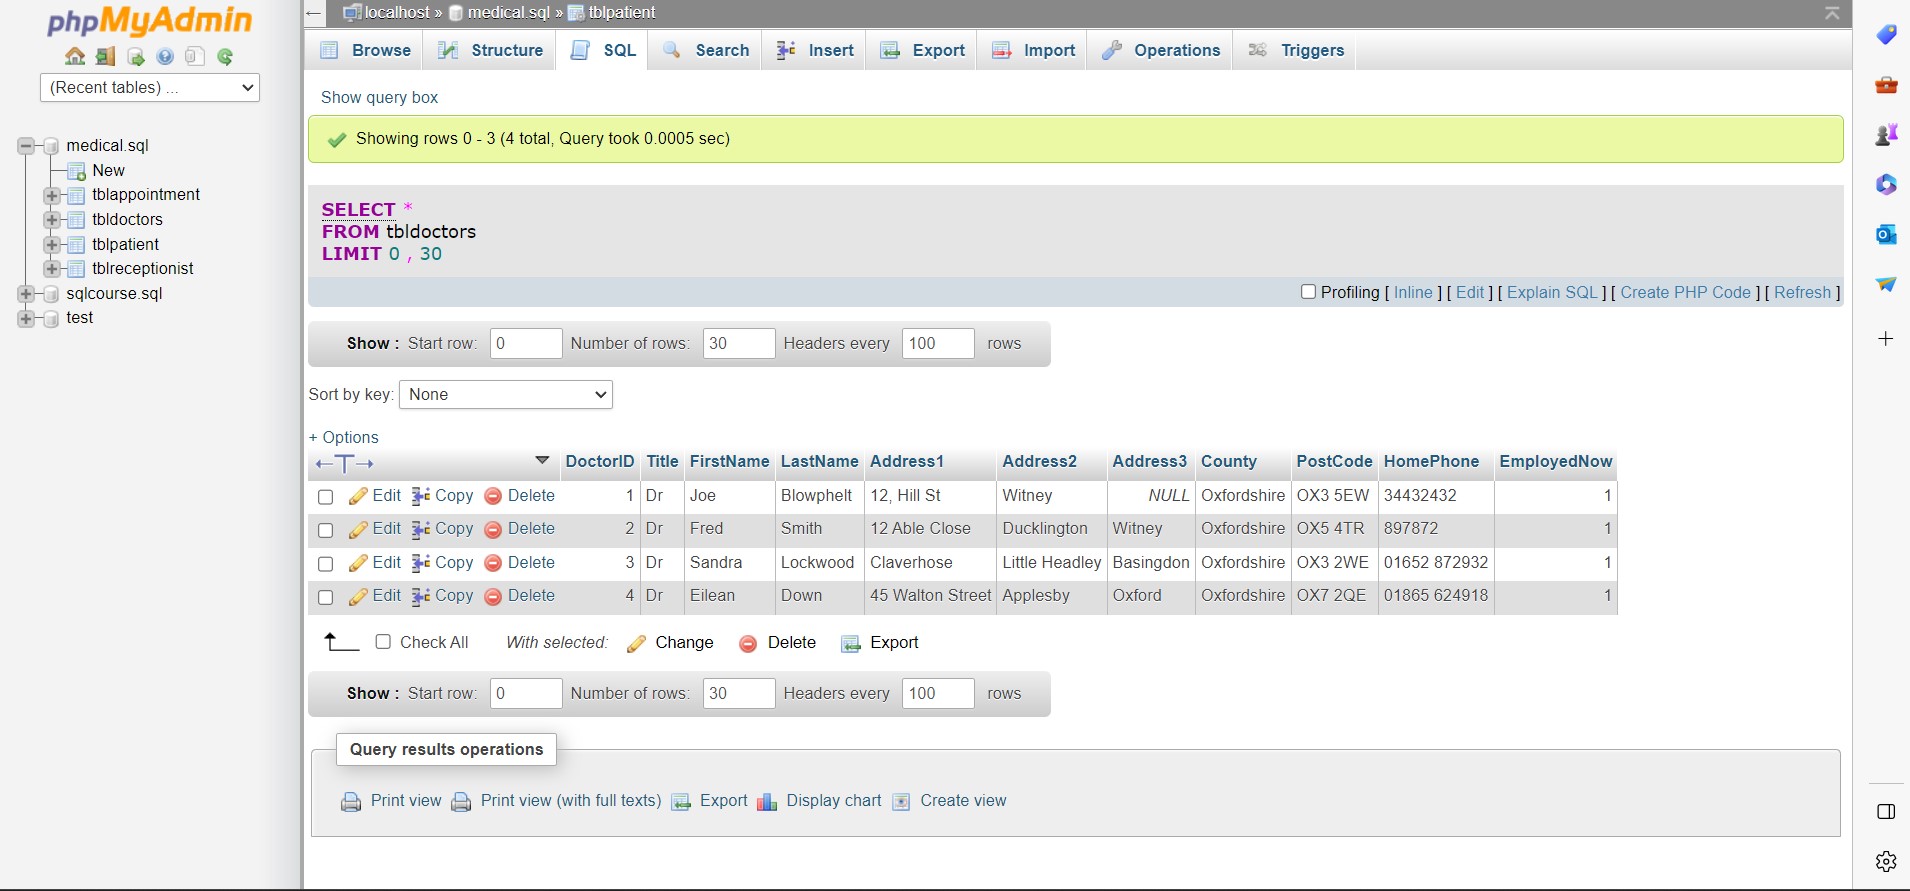 phpMyAdmin
(Recent tables) ...
medical.sql
New
tblappointment
tbldoctors
tblpatient
tblreceptionist
sqlcourse.sql
test
localhost » medical.sql » tblpatient
Browse Structure SQL Search Insert Export Import Operations Triggers
Show query box
Showing rows 0 - 3 (4 total, Query took 0.0005 sec)
SELECT *
FROM tbldoctors
LIMIT 0 , 30
Profiling [ Inline ] [ Edit ] [ Explain SQL ] [ Create PHP Code ] [ Refresh ]
Show : Start row: 0 Number of rows: 30 Headers every 100 rows
Sort by key: None
+ Options
DoctorID Title FirstName LastName Address1 Address2 Address3 County PostCode HomePhone EmployedNow
Edit Copy Delete 1 Dr Joe Blowphelt 12, Hill St Witney NULL Oxfordshire OX3 5EW 34432432 1
Edit Copy Delete 2 Dr Fred Smith 12 Able Close Ducklington Witney Oxfordshire OX5 4TR 897872 1
Edit Copy Delete 3 Dr Sandra Lockwood Claverhose Little Headley Basingdon Oxfordshire OX3 2WE 01652 872932 1
Edit Copy Delete 4 Dr Eilean Down 45 Walton Street Applesby Oxford Oxfordshire OX7 2QE 01865 624918 1
Check All With selected: Change Delete Export
Show : Start row: 0 Number of rows: 30 Headers every 100 rows
Query results operations
Print view Print view (with full texts) Export Display chart Create view